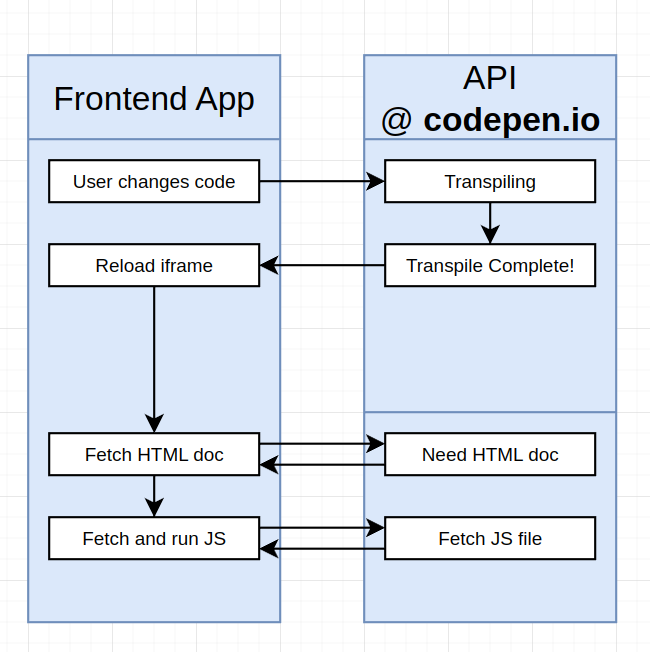 Frontend App
API
@ codepen.io
User changes code
Transpiling
Reload iframe
Transpile Complete!
Fetch HTML doc
Need HTML doc
Fetch and run JS
Fetch JS file